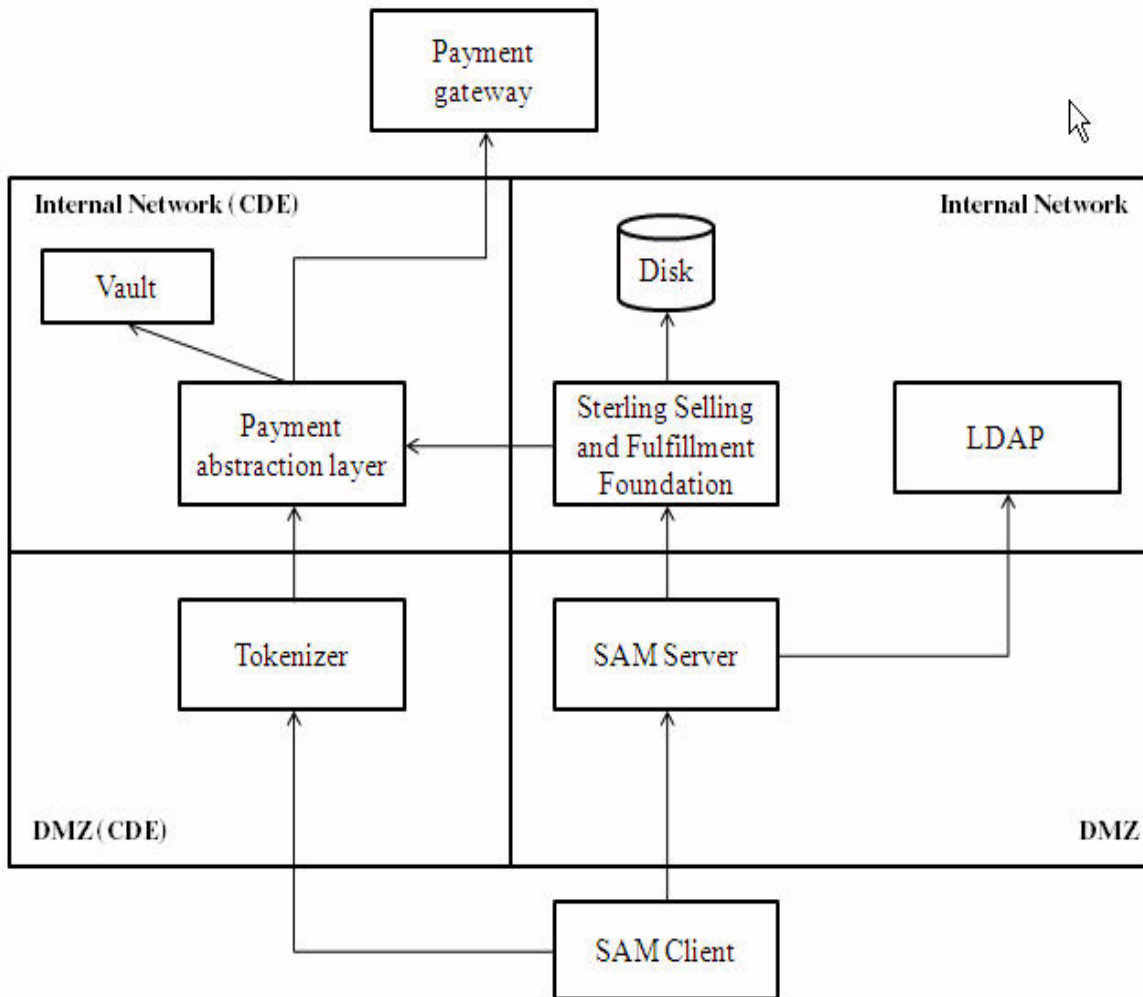 Payment
gateway
Internal Network (CDE)
Internal Network
Vault
Disk
Payment
abstraction layer
Sterling Selling
and Fulfillment
Foundation
LDAP
Tokenizer
SAM Server
DMZ (CDE)
DMZ
SAM Client